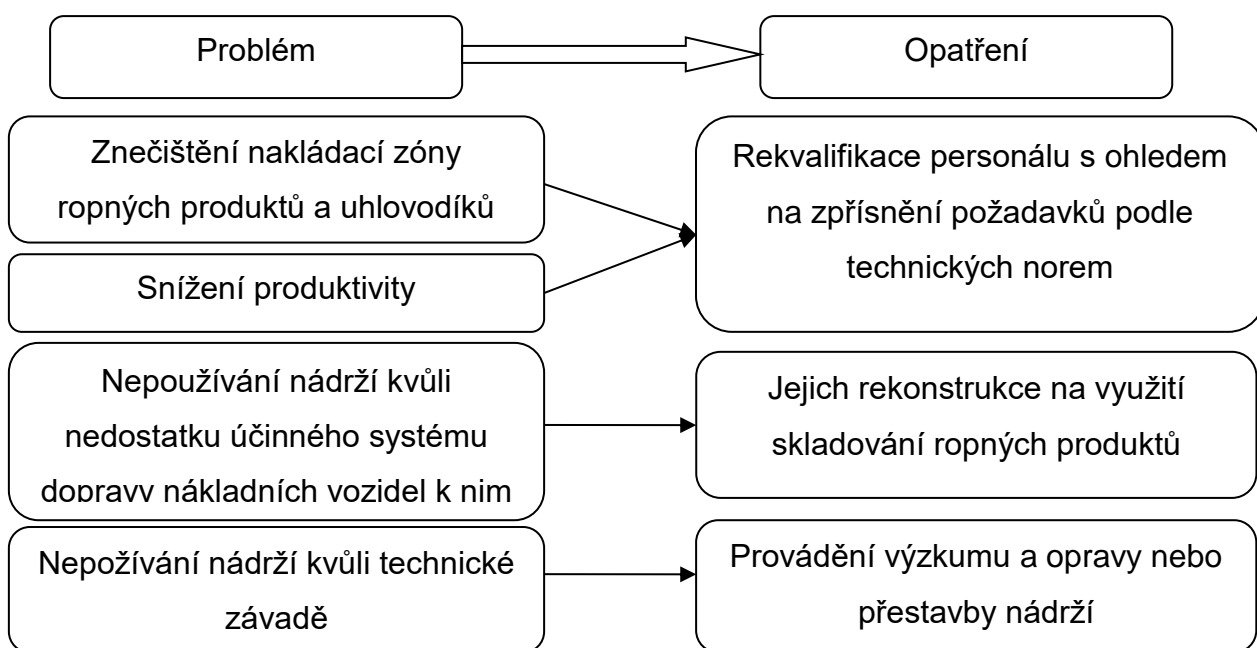 Problém
Opatření
Znečištění nakládací zóny
ropných produktů a uhlovodíků
Snížení produktivity
Rekvalifikace personálu s ohledem
na zpřísnění požadavků podle
technických norem
Nepoužívání nádrží kvůli
nedostatku účinného systému
dopravy nákladních vozidel k nim
Jejich rekonstrukce na využití
skladování ropných produktů
Nepožívání nádrží kvůli technické
závadě
Provádění výzkumu a opravy nebo
přestavby nádrží